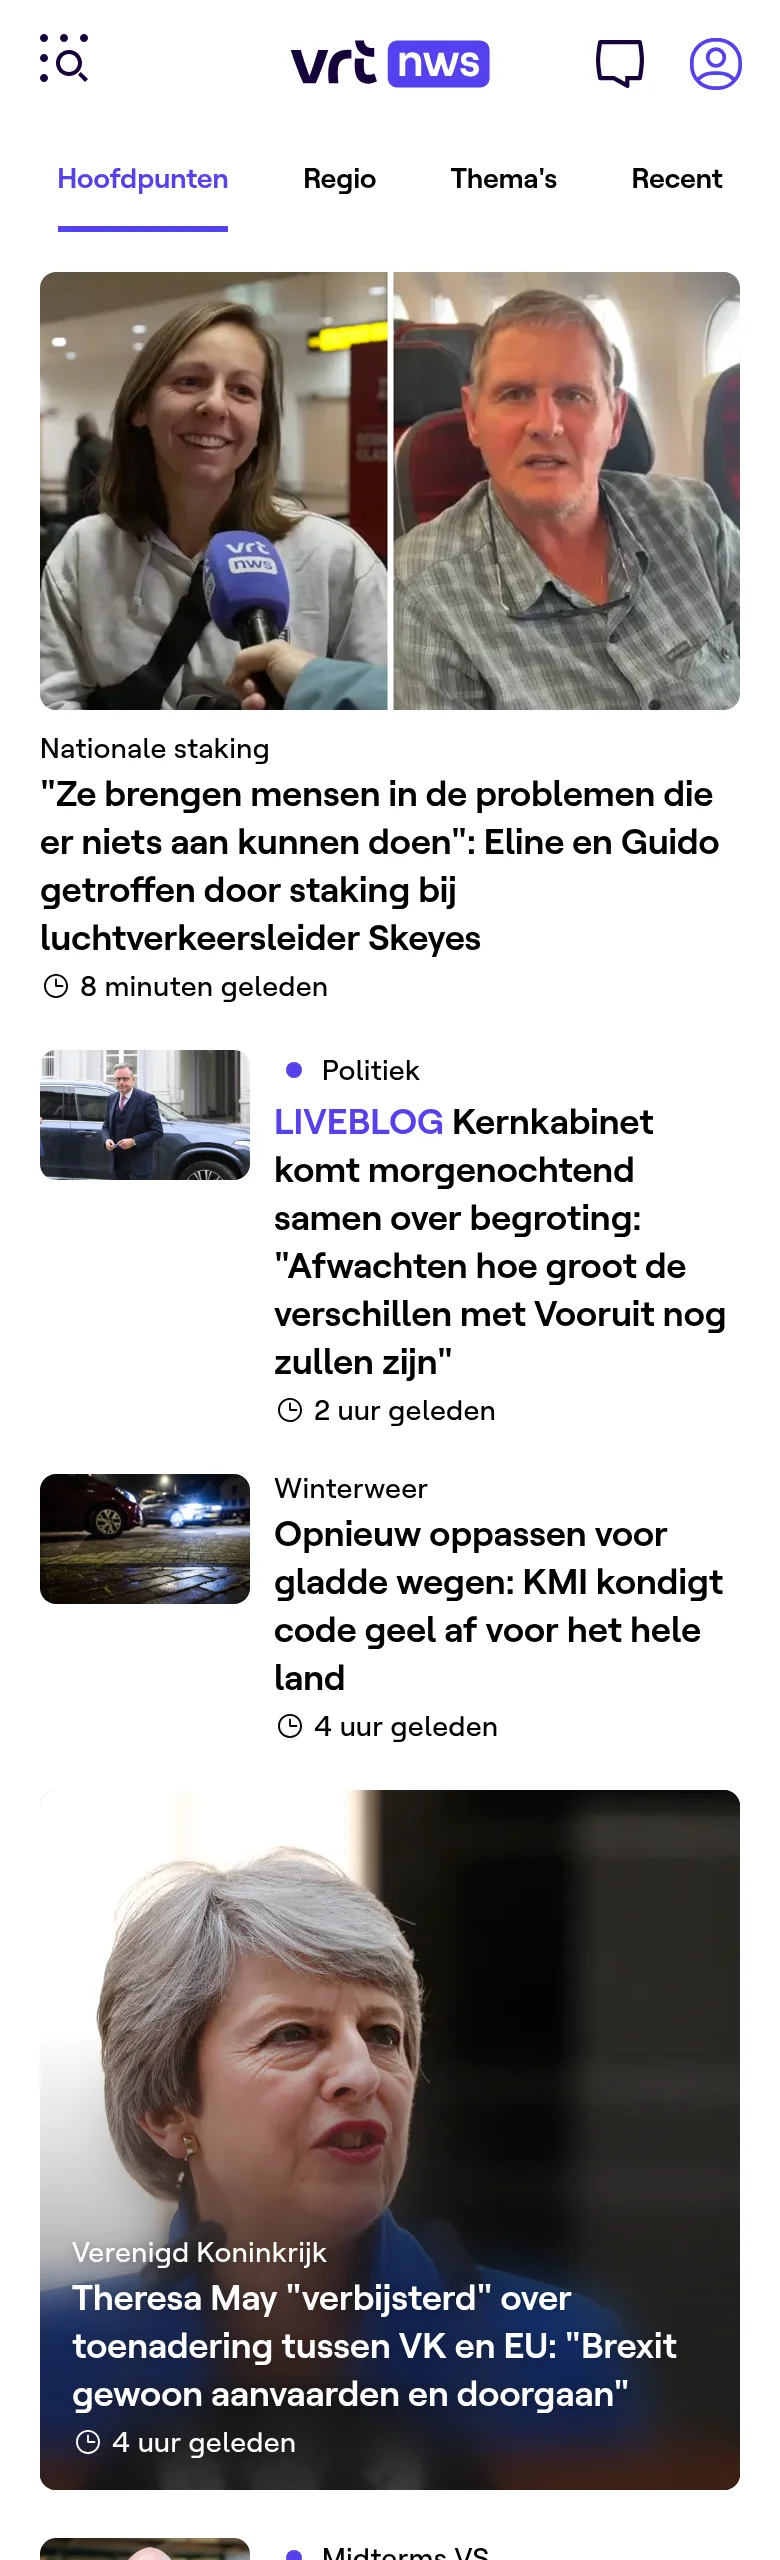 vrt nws
Hoofdpunten Regio Thema's Recent
vrt
nws
Nationale staking
"Ze brengen mensen in de problemen die
er niets aan kunnen doen": Eline en Guido
getroffen door staking bij
luchtverkeersleider Skeyes
8 minuten geleden
Politiek
LIVEBLOG Kernkabinet
komt morgenochtend
samen over begroting:
"Afwachten hoe groot de
verschillen met Vooruit nog
zullen zijn"
2 uur geleden
Winterweer
Opnieuw oppassen voor
gladde wegen: KMI kondigt
code geel af voor het hele
land
4 uur geleden
Verenigd Koninkrijk
Theresa May "verbijsterd" over
toenadering tussen VK en EU: "Brexit
gewoon aanvaarden en doorgaan"
4 uur geleden
Midterms VS